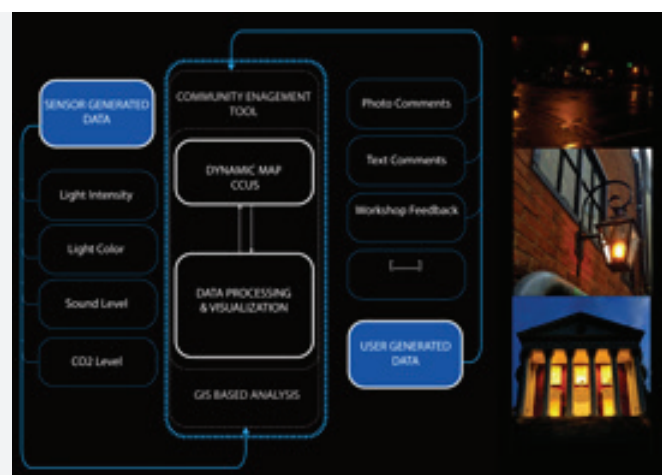 SENSOR GENERATED
DATA
Light Intensity
Light Color
Sound Level
CO2 Level
COMMUNITY ENAGEMENT
TOOL
DYNAMIC MAP
CCUS
DATA PROCESSING
& VISUALIZATION
GIS BASED ANALYSIS
Photo Comments
Text Comments
Workshop Feedback
[.......]
USER GENERATED
DATA